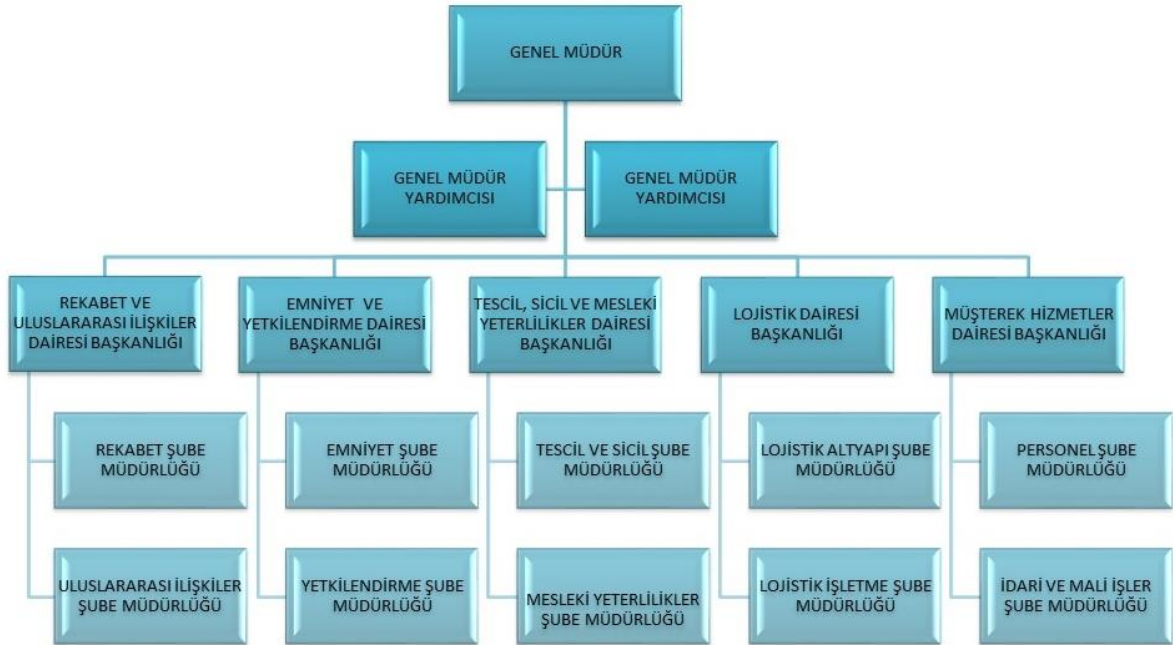 GENEL MÜDÜR
GENEL MÜDÜR
YARDIMCISI
GENEL MÜDÜR
YARDIMCISI
REKABET VE
ULUSLARARASI İLİŞKİLER
DAİRESİ BAŞKANLIĞI
EMNİYET VE
YETKİLENDİRME DAİRESİ
BAŞKANLIĞI
TESCİL, SİCİL VE MESLEKİ
YETERLİLİKLER DAİRESİ
BAŞKANLIĞI
LOJİSTİK DAİRESİ
BAŞKANLIĞI
MÜŞTEREK HİZMETLER
DAİRESİ BAŞKANLIĞI
REKABET ŞUBE
MÜDÜRLÜĞÜ
EMNİYET ŞUBE
MÜDÜRLÜĞÜ
TESCİL VE SİCİL ŞUBE
MÜDÜRLÜĞÜ
LOJİSTİK ALTYAPI ŞUBE
MÜDÜRLÜĞÜ
PERSONEL ŞUBE
MÜDÜRLÜĞÜ
ULUSLARARASI İLİŞKİLER
ŞUBE MÜDÜRLÜĞÜ
YETKİLENDİRME ŞUBE
MÜDÜRLÜĞÜ
MESLEKİ YETERLİLİKLER
ŞUBE MÜDÜRLÜĞÜ
LOJİSTİK İŞLETME ŞUBE
MÜDÜRLÜĞÜ
İDARİ VE MALİ İŞLER
ŞUBE MÜDÜRLÜĞÜ